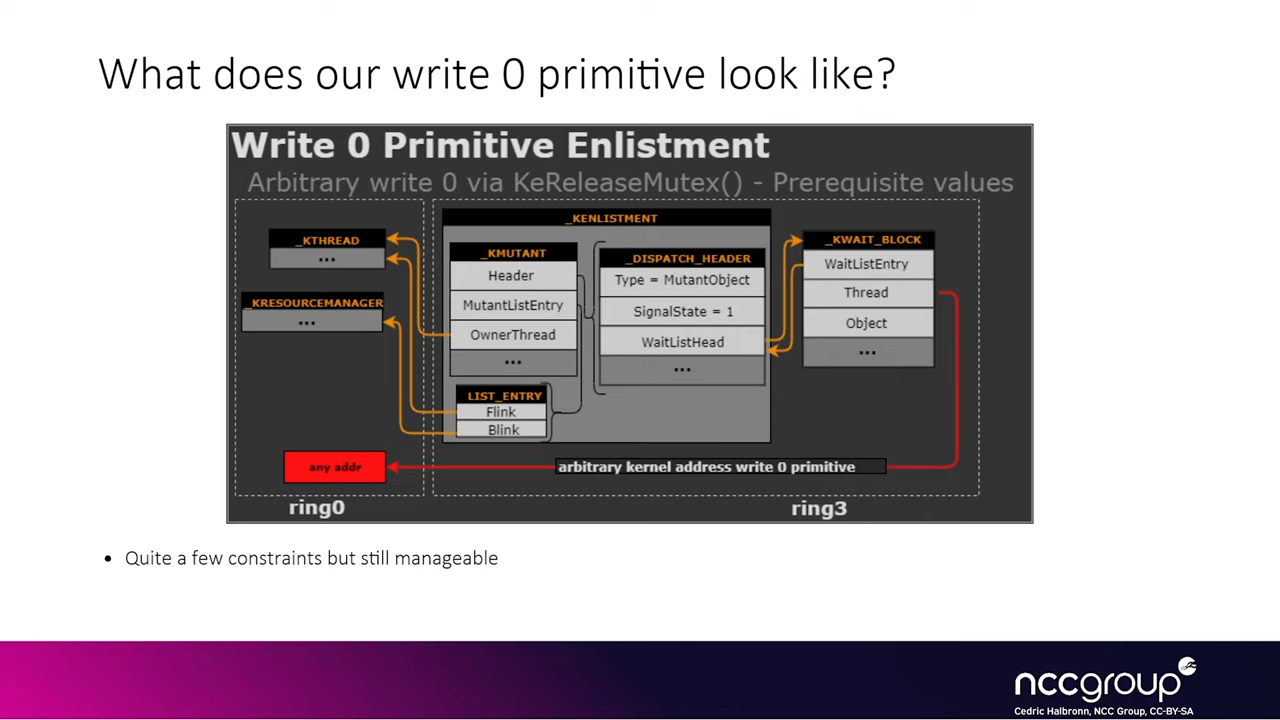 What does our write 0 primitive look like?
Write 0 Primitive Enlistment
Arbitrary write 0 via KeReleaseMutex() - Prerequisite values
_KTHREAD
...
_KRESOURCEMANAGER
...
any addr
ring0
_KENLISTMENT
_KMUTANT
Header
MutantListEntry
OwnerThread
...
LIST_ENTRY
Flink
Blink
_DISPATCH_HEADER
Type = MutantObject
SignalState = 1
WaitListHead
...
_KWAIT_BLOCK
WaitListEntry
Thread
Object
...
arbitrary kernel address write 0 primitive
ring3
• Quite a few constraints but still manageable
nccgroup
Cedric Halbronn, NCC Group, CC-BY-SA